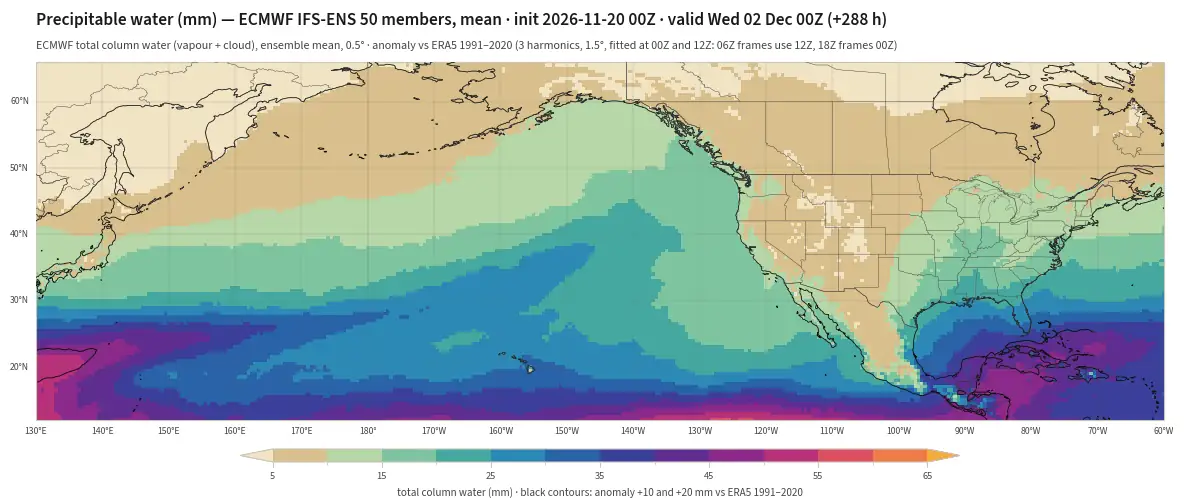 Precipitable water (mm) — ECMWF IFS-ENS 50 members, mean · init 2026-11-20 00Z · valid Wed 02 Dec 00Z (+288 h)
ECMWF total column water (vapour + cloud), ensemble mean, 0.5° · anomaly vs ERA5 1991–2020 (3 harmonics, 1.5°, fitted at 00Z and 12Z: 06Z frames use 12Z, 18Z frames 00Z)
60°N
50°N
40°N
30°N
20°N
130°E 140°E 150°E 160°E 170°E 180° 170°W 160°W 150°W 140°W 130°W 120°W 110°W 100°W 90°W 80°W 70°W 60°W
5 15 25 35 45 55 65
total column water (mm) · black contours: anomaly +10 and +20 mm vs ERA5 1991–2020